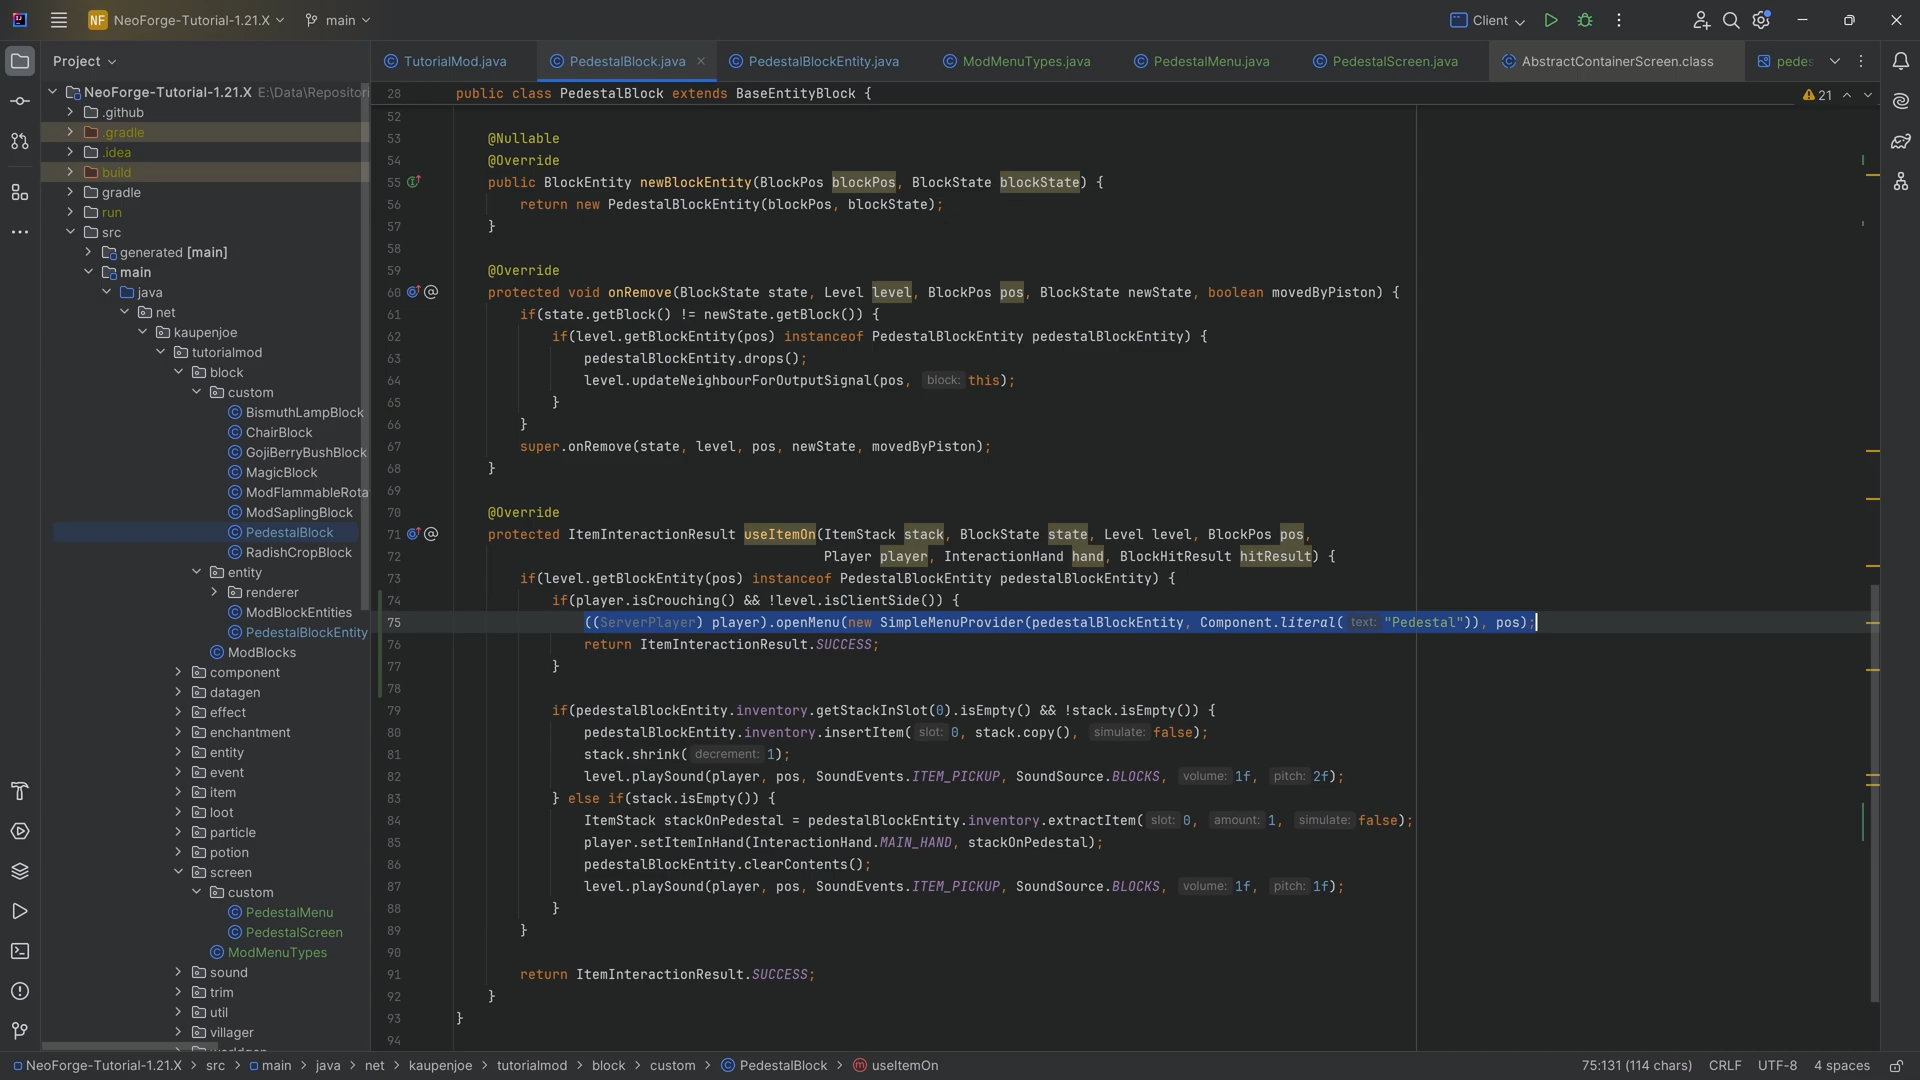 NF NeoForge-Tutorial-1.21.X main Client
Project
TutorialMod.java PedestalBlock.java PedestalBlockEntity.java ModMenuTypes.java PedestalMenu.java PedestalScreen.java AbstractContainerScreen.class pedes
NeoForge-Tutorial-1.21.X E:\Data\Repositori
.github
.gradle
.idea
build
gradle
run
src
generated [main]
main
java
net
kaupenjoe
tutorialmod
block
custom
BismuthLampBlock
ChairBlock
GojiBerryBushBlock
MagicBlock
ModFlammableRota
ModSaplingBlock
PedestalBlock
RadishCropBlock
entity
renderer
ModBlockEntities
PedestalBlockEntity
ModBlocks
component
datagen
effect
enchantment
entity
event
item
loot
particle
potion
screen
custom
PedestalMenu
PedestalScreen
ModMenuTypes
sound
trim
util
villager
21
28 public class PedestalBlock extends BaseEntityBlock {
52
53 @Nullable
54 @Override
55 public BlockEntity newBlockEntity(BlockPos blockPos, BlockState blockState) {
56 return new PedestalBlockEntity(blockPos, blockState);
57 }
58
59 @Override
60 protected void onRemove(BlockState state, Level level, BlockPos pos, BlockState newState, boolean movedByPiston) {
61 if(state.getBlock() != newState.getBlock()) {
62 if(level.getBlockEntity(pos) instanceof PedestalBlockEntity pedestalBlockEntity) {
63 pedestalBlockEntity.drops();
64 level.updateNeighbourForOutputSignal(pos, block: this);
65 }
66 }
67 super.onRemove(state, level, pos, newState, movedByPiston);
68 }
69
70 @Override
71 protected ItemInteractionResult useItemOn(ItemStack stack, BlockState state, Level level, BlockPos pos,
72 Player player, InteractionHand hand, BlockHitResult hitResult) {
73 if(level.getBlockEntity(pos) instanceof PedestalBlockEntity pedestalBlockEntity) {
74 if(player.isCrouching() && !level.isClientSide()) {
75 ((ServerPlayer) player).openMenu(new SimpleMenuProvider(pedestalBlockEntity, Component.literal( text: "Pedestal")), pos);
76 return ItemInteractionResult.SUCCESS;
77 }
78
79 if(pedestalBlockEntity.inventory.getStackInSlot(0).isEmpty() && !stack.isEmpty()) {
80 pedestalBlockEntity.inventory.insertItem( slot: 0, stack.copy(), simulate: false);
81 stack.shrink( decrement: 1);
82 level.playSound(player, pos, SoundEvents.ITEM_PICKUP, SoundSource.BLOCKS, volume: 1f, pitch: 2f);
83 } else if(stack.isEmpty()) {
84 ItemStack stackOnPedestal = pedestalBlockEntity.inventory.extractItem( slot: 0, amount: 1, simulate: false);
85 player.setItemInHand(InteractionHand.MAIN_HAND, stackOnPedestal);
86 pedestalBlockEntity.clearContents();
87 level.playSound(player, pos, SoundEvents.ITEM_PICKUP, SoundSource.BLOCKS, volume: 1f, pitch: 1f);
88 }
89 }
90
91 return ItemInteractionResult.SUCCESS;
92 }
93 }
94
NeoForge-Tutorial-1.21.X > src > main > java > net > kaupenjoe > tutorialmod > block > custom > PedestalBlock > useItemOn 75:131 (114 chars) CRLF UTF-8 4 spaces